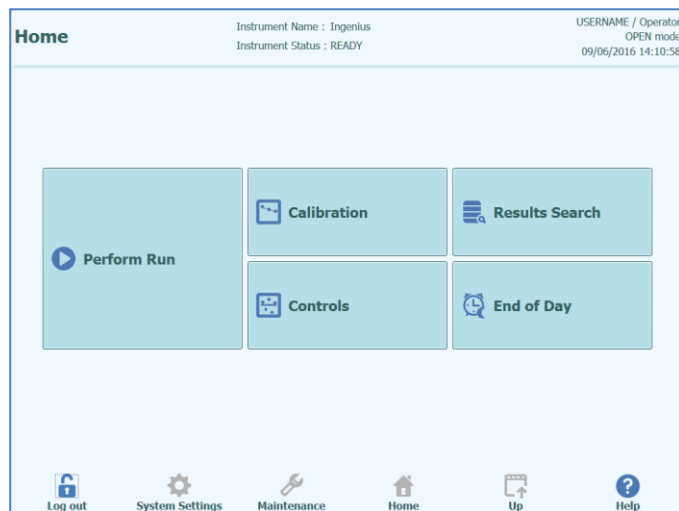 Home
Instrument Name : Ingenius
Instrument Status : READY
USERNAME / Operator
OPEN mode
09/06/2016 14:10:58
Perform Run
Calibration
Results Search
Controls
End of Day
Log out
System Settings
Maintenance
Home
Up
Help